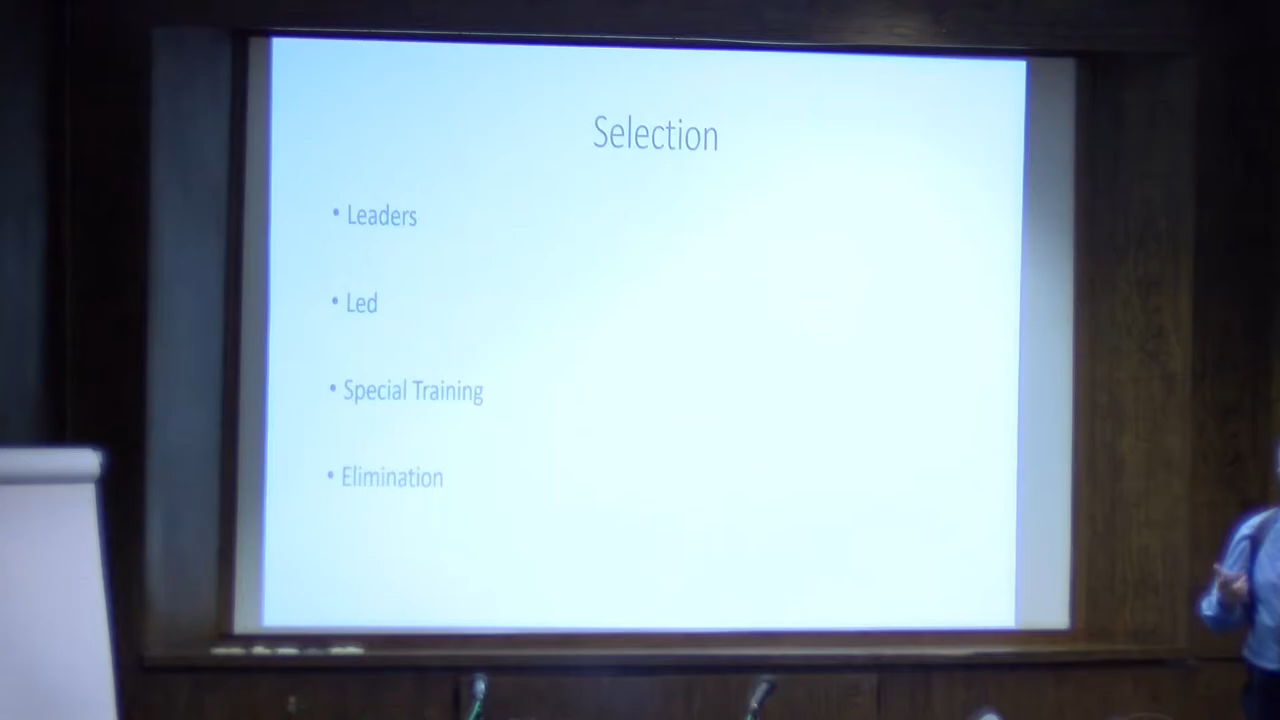 Selection
• Leaders
• Led
• Special Training
• Elimination